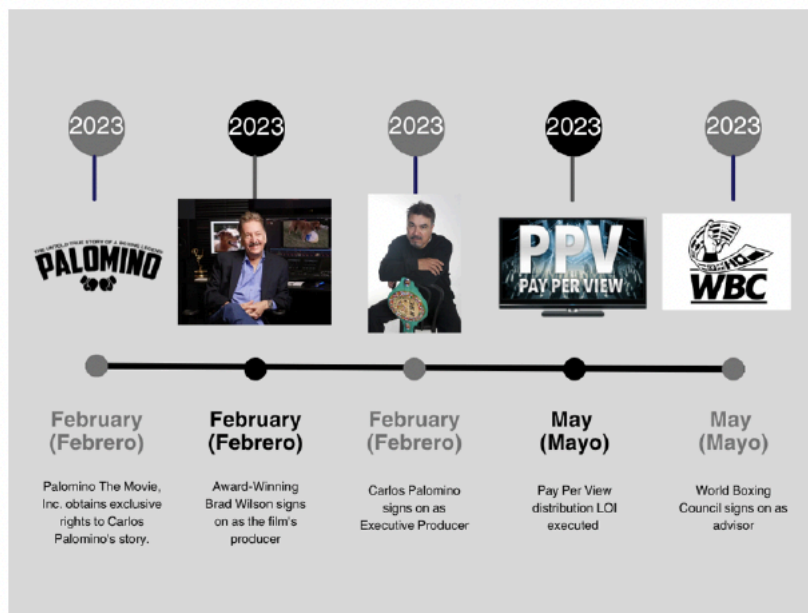 2023
2023
2023
2023
2023
THE UNTOLD TRUE STORY OF A BOXING LEGEND
PALOMINO
PPV
PAY PER VIEW
WBC
February
(Febrero)
Palomino The Movie,
Inc. obtains exclusive
rights to Carlos
Palomino's story.
February
(Febrero)
Award-Winning
Brad Wilson signs
on as the film's
producer
February
(Febrero)
Carlos Palomino
signs on as
Executive Producer
May
(Mayo)
Pay Per View
distribution LOI
executed
May
(Mayo)
World Boxing
Council signs on as
advisor